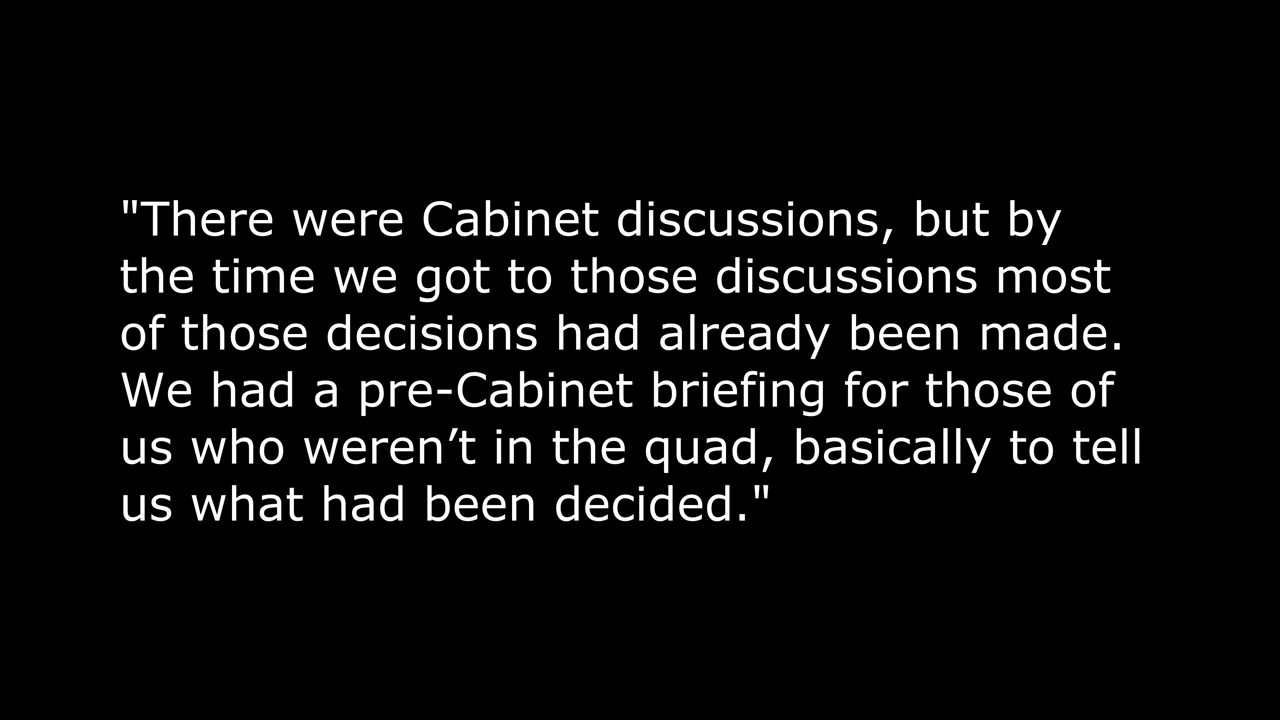 "There were Cabinet discussions, but by
the time we got to those discussions most
of those decisions had already been made.
We had a pre-Cabinet briefing for those of
us who weren’t in the quad, basically to tell
us what had been decided."